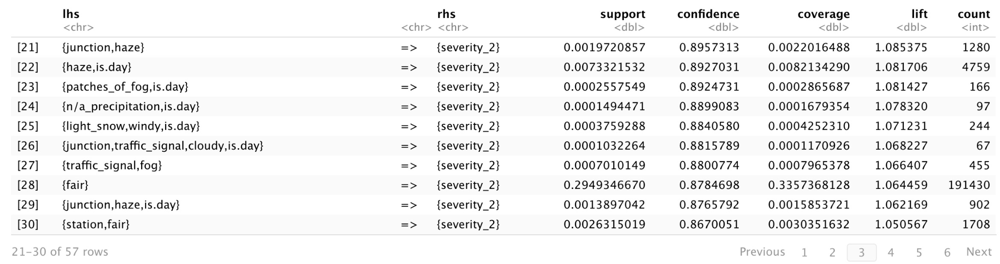 lhs rhs support confidence coverage lift count
<chr> <chr> <chr> <dbl> <dbl> <dbl> <dbl> <int>
[21] {junction,haze} => {severity_2} 0.0019720857 0.8957313 0.0022016488 1.085375 1280
[22] {haze,is.day} => {severity_2} 0.0073321532 0.8927031 0.0082134290 1.081706 4759
[23] {patches_of_fog,is.day} => {severity_2} 0.0002557549 0.8924731 0.0002865687 1.081427 166
[24] {n/a_precipitation,is.day} => {severity_2} 0.0001494471 0.8899083 0.0001679354 1.078320 97
[25] {light_snow,windy,is.day} => {severity_2} 0.0003759288 0.8840580 0.0004252310 1.071231 244
[26] {junction,traffic_signal,cloudy,is.day} => {severity_2} 0.0001032264 0.8815789 0.0001170926 1.068227 67
[27] {traffic_signal,fog} => {severity_2} 0.0007010149 0.8800774 0.0007965378 1.066407 455
[28] {fair} => {severity_2} 0.2949346670 0.8784698 0.3357368128 1.064459 191430
[29] {junction,haze,is.day} => {severity_2} 0.0013897042 0.8765792 0.0015853721 1.062169 902
[30] {station,fair} => {severity_2} 0.0026315019 0.8670051 0.0030351632 1.050567 1708
21–30 of 57 rows Previous 1 2 3 4 5 6 Next